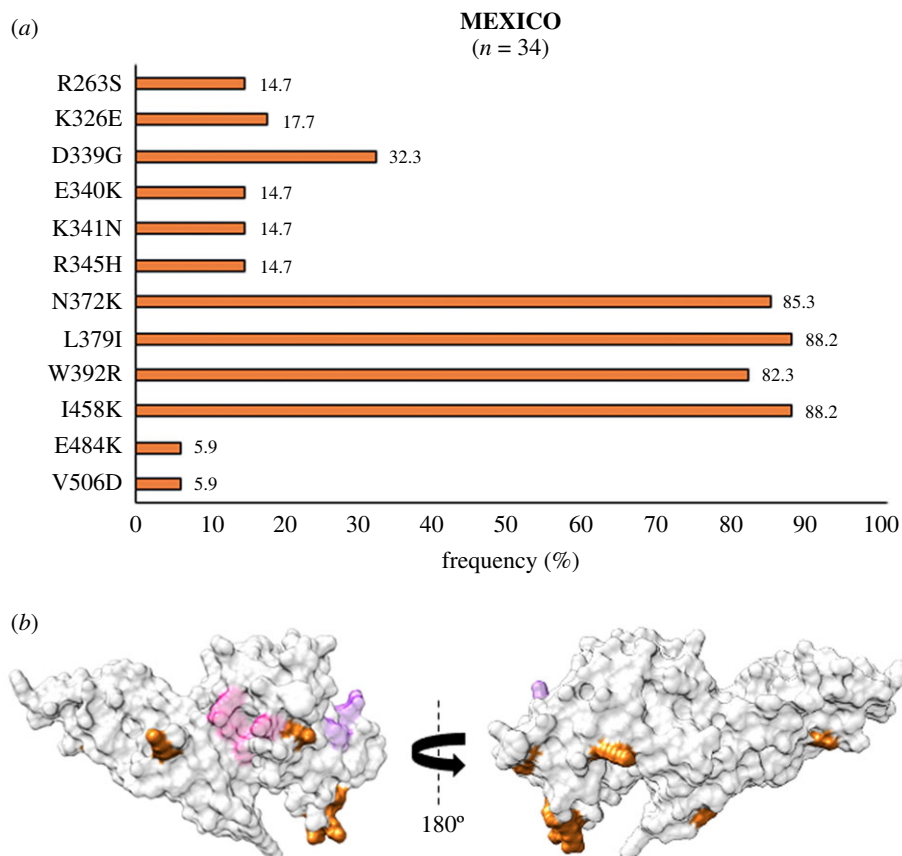 (a)
MEXICO
(n = 34)
R263S 14.7
K326E 17.7
D339G 32.3
E340K 14.7
K341N 14.7
R345H 14.7
N372K 85.3
L379I 88.2
W392R 82.3
I458K 88.2
E484K 5.9
V506D 5.9
0 10 20 30 40 50 60 70 80 90 100
frequency (%)
(b)
180º